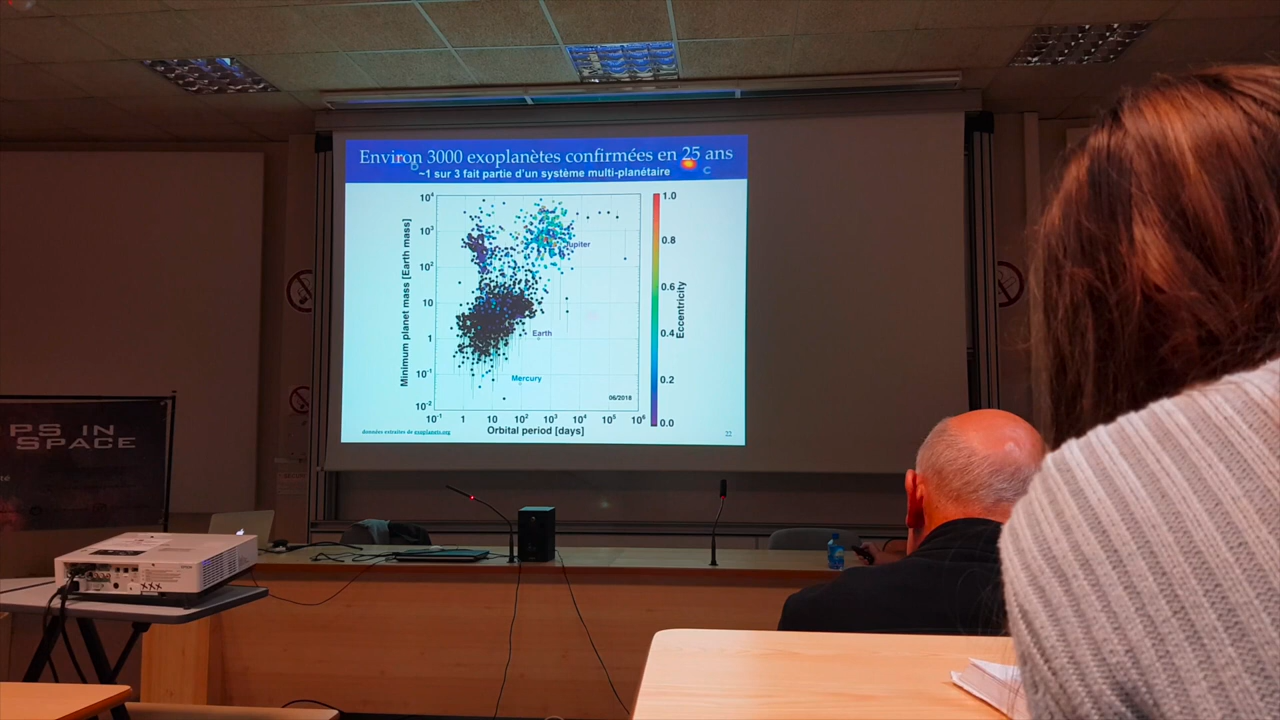 Environ 3000 exoplanètes confirmées en 25 ans
~1 sur 3 fait partie d'un système multi-planétaire
b
c
Minimum planet mass [Earth mass]
10⁴
10³
10²
10
1
10⁻¹
10⁻²
Jupiter
Earth
Mercury
06/2018
10⁻¹
1
10
10²
10³
10⁴
10⁵
10⁶
Orbital period [days]
1.0
0.8
0.6
0.4
0.2
0.0
Eccentricity
données extraites de exoplanets.org
22
PS IN
SPACE
té